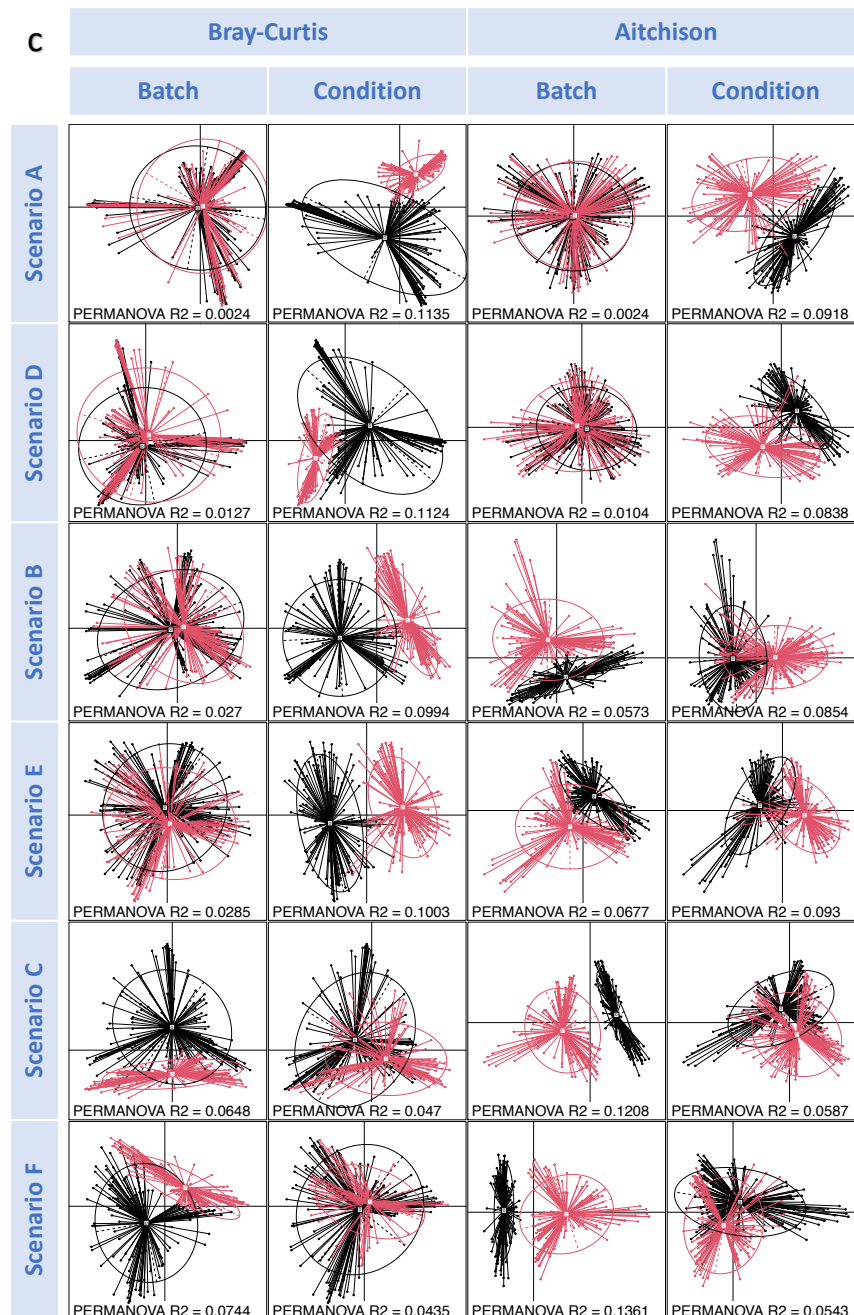 C
Bray-Curtis Aitchison
Batch Condition Batch Condition
Scenario A
PERMANOVA R2 = 0.0024 PERMANOVA R2 = 0.1135 PERMANOVA R2 = 0.0024 PERMANOVA R2 = 0.0918
Scenario D
PERMANOVA R2 = 0.0127 PERMANOVA R2 = 0.1124 PERMANOVA R2 = 0.0104 PERMANOVA R2 = 0.0838
Scenario B
PERMANOVA R2 = 0.027 PERMANOVA R2 = 0.0994 PERMANOVA R2 = 0.0573 PERMANOVA R2 = 0.0854
Scenario E
PERMANOVA R2 = 0.0285 PERMANOVA R2 = 0.1003 PERMANOVA R2 = 0.0677 PERMANOVA R2 = 0.093
Scenario C
PERMANOVA R2 = 0.0648 PERMANOVA R2 = 0.047 PERMANOVA R2 = 0.1208 PERMANOVA R2 = 0.0587
Scenario F
PERMANOVA R2 = 0.0744 PERMANOVA R2 = 0.0435 PERMANOVA R2 = 0.1361 PERMANOVA R2 = 0.0543